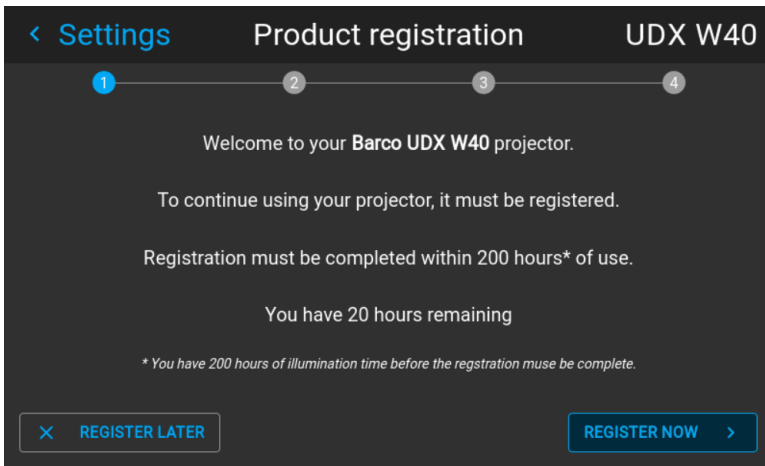 Settings Product registration UDX W40
1 2 3 4
Welcome to your Barco UDX W40 projector.
To continue using your projector, it must be registered.
Registration must be completed within 200 hours* of use.
You have 20 hours remaining
* You have 200 hours of illumination time before the regstration muse be complete.
REGISTER LATER REGISTER NOW